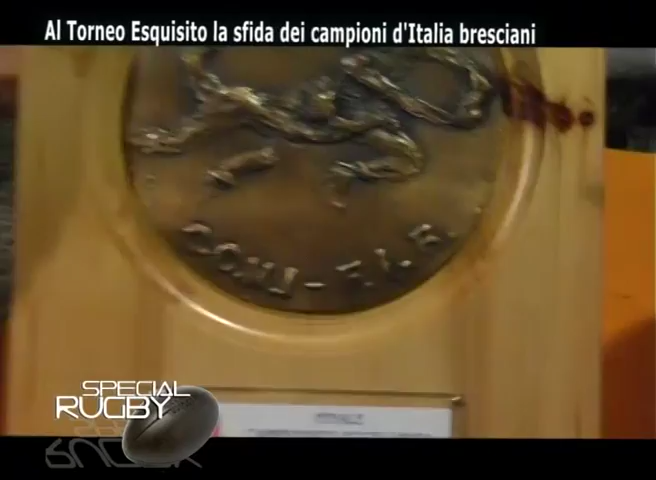 Al Torneo Esquisito la sfida dei campioni d'Italia bresciani
CONI - F.I.R.
SPECIAL
RUGBY